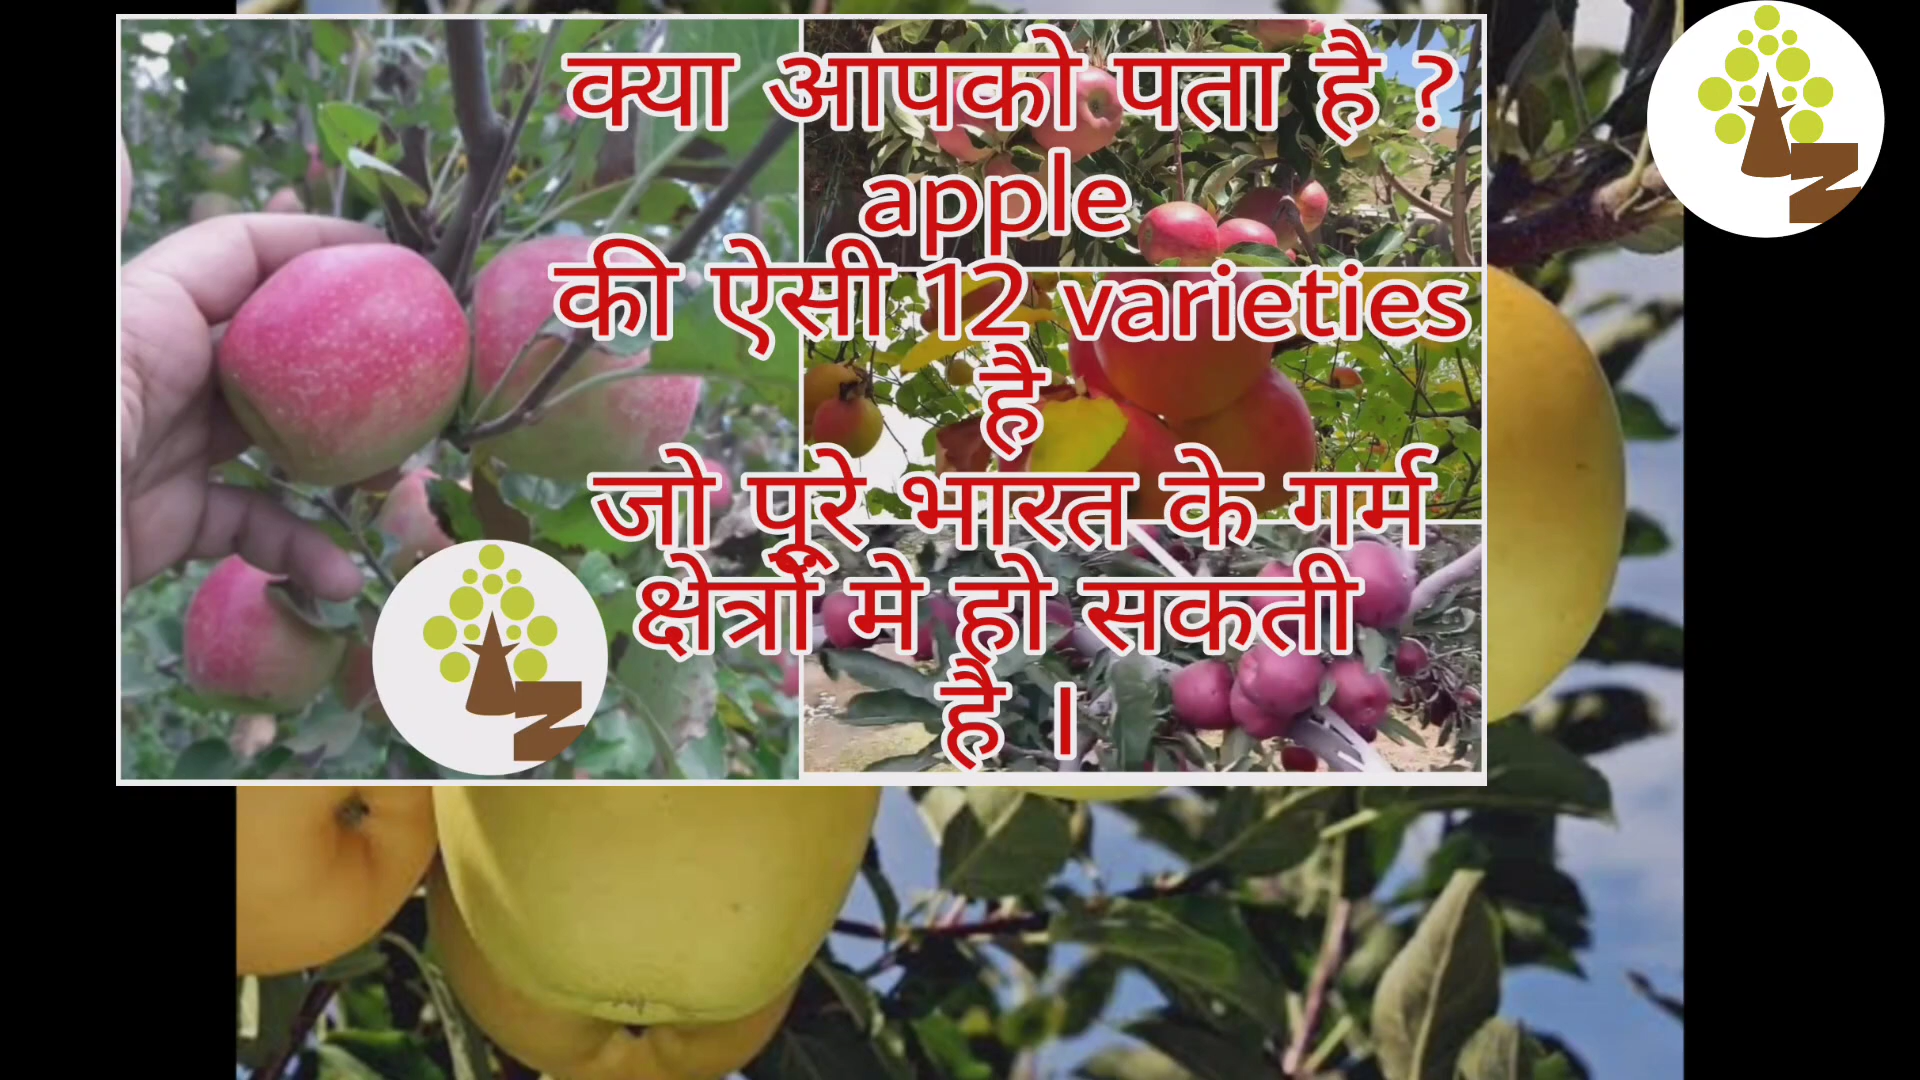 क्या आपको पता है ?
apple
की ऐसी 12 varieties
है
जो पूरे भारत के गर्म
क्षेत्रों मे हो सकती
है ।